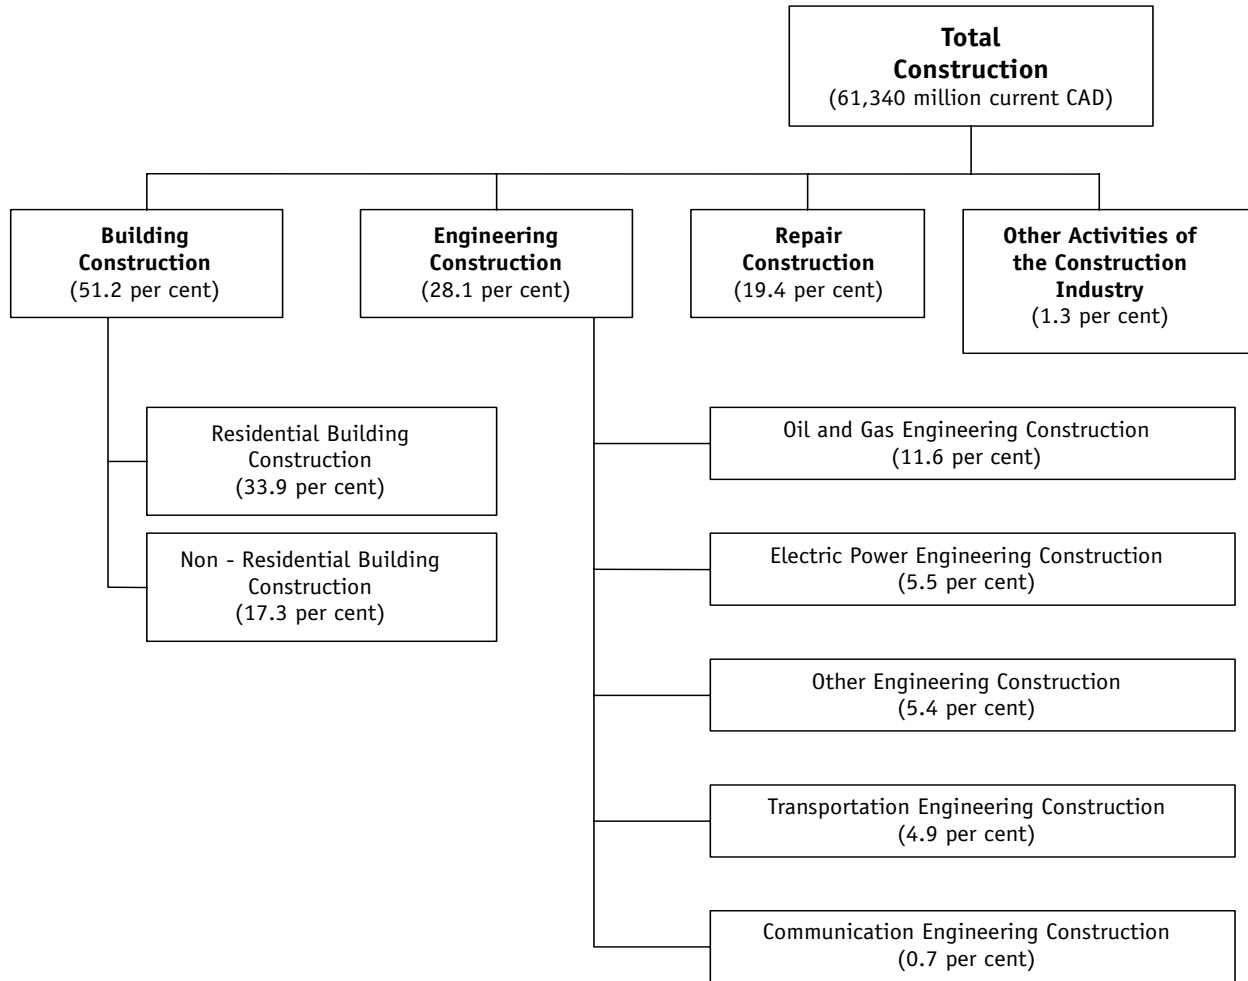 Total
Construction
(61,340 million current CAD)
Building
Construction
(51.2 per cent)
Engineering
Construction
(28.1 per cent)
Repair
Construction
(19.4 per cent)
Other Activities of
the Construction
Industry
(1.3 per cent)
Residential Building
Construction
(33.9 per cent)
Non - Residential Building
Construction
(17.3 per cent)
Oil and Gas Engineering Construction
(11.6 per cent)
Electric Power Engineering Construction
(5.5 per cent)
Other Engineering Construction
(5.4 per cent)
Transportation Engineering Construction
(4.9 per cent)
Communication Engineering Construction
(0.7 per cent)